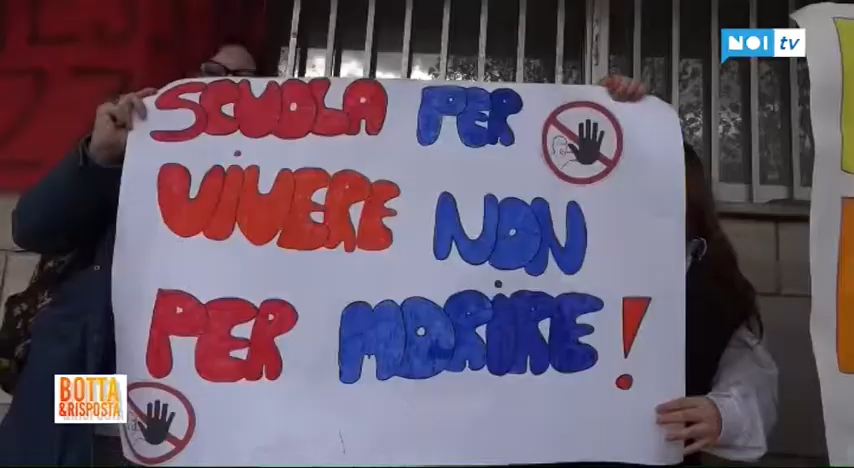 NOI tv
SCUOLA PER
VIVERE NON
PER MORIRE!
BOTTA
&RISPOSTA